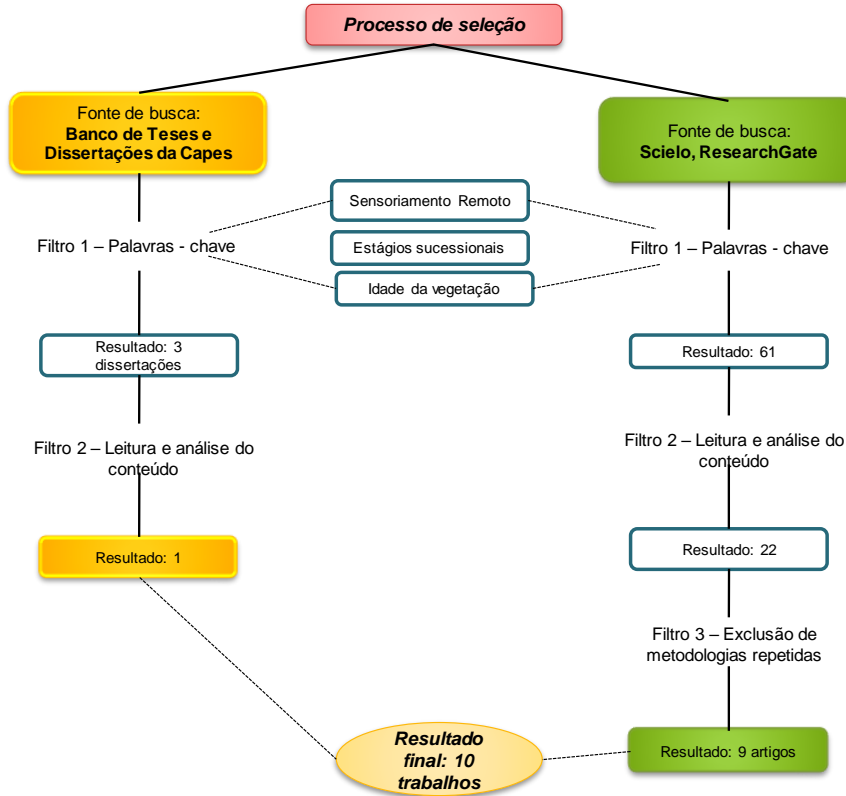 Processo de seleção
Fonte de busca:
Banco de Teses e
Dissertações da Capes
Fonte de busca:
Scielo, ResearchGate
Sensoriamento Remoto
Filtro 1 – Palavras - chave
Estágios sucessionais
Filtro 1 – Palavras - chave
Idade da vegetação
Resultado: 3
dissertações
Resultado: 61
Filtro 2 – Leitura e análise do
conteúdo
Filtro 2 – Leitura e análise do
conteúdo
Resultado: 1
Resultado: 22
Filtro 3 – Exclusão de
metodologias repetidas
Resultado
final: 10
trabalhos
Resultado: 9 artigos